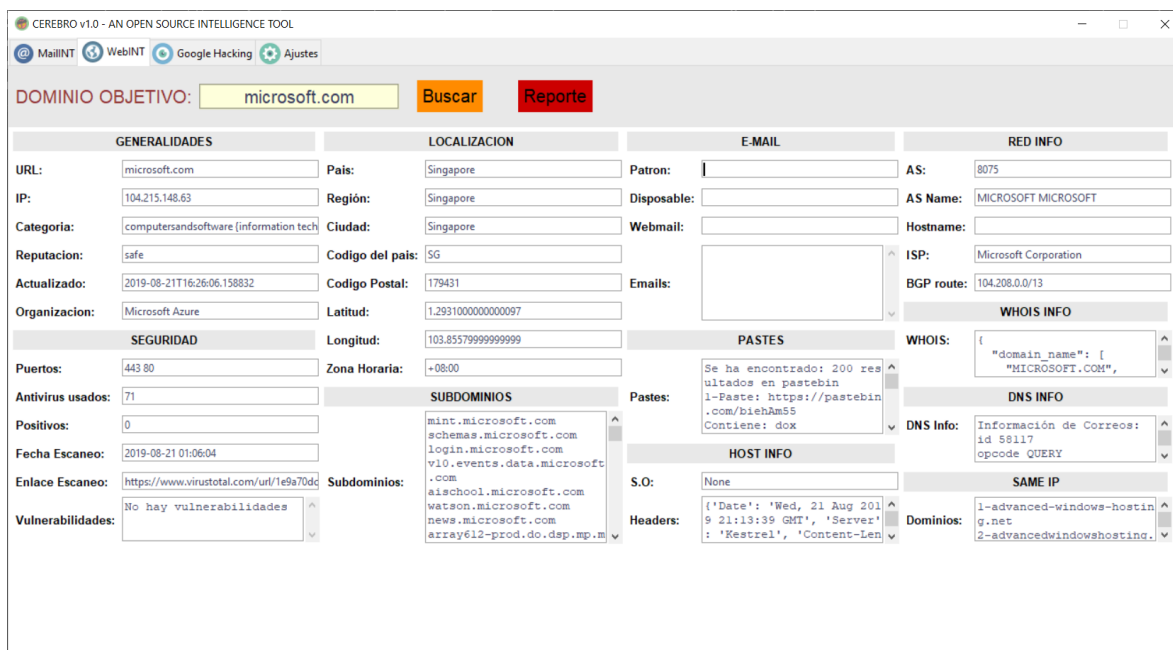 CEREBRO v1.0 - AN OPEN SOURCE INTELLIGENCE TOOL
MailINT WebINT Google Hacking Ajustes
DOMINIO OBJETIVO: microsoft.com Buscar Reporte
GENERALIDADES
URL: microsoft.com
IP: 104.215.148.63
Categoria: computersandsoftware {information tech
Reputacion: safe
Actualizado: 2019-08-21T16:26:06.158832
Organizacion: Microsoft Azure
SEGURIDAD
Puertos: 443 80
Antivirus usados: 71
Positivos: 0
Fecha Escaneo: 2019-08-21 01:06:04
Enlace Escaneo: https://www.virustotal.com/url/1e9a70dc
Vulnerabilidades: No hay vulnerabilidades
LOCALIZACION
Pais: Singapore
Región: Singapore
Ciudad: Singapore
Codigo del pais: SG
Codigo Postal: 179431
Latitud: 1.2931000000000097
Longitud: 103.85579999999999
Zona Horaria: +08:00
SUBDOMINIOS
Subdominios:
mint.microsoft.com
schemas.microsoft.com
login.microsoft.com
v10.events.data.microsoft
.com
aischool.microsoft.com
watson.microsoft.com
news.microsoft.com
array612-prod.do.dsp.mp.m
E-MAIL
Patron:
Disposable:
Webmail:
Emails:
PASTES
Pastes:
Se ha encontrado: 200 res
ultados en pastebin
1-Paste: https://pastebin
.com/biehAm55
Contiene: dox
HOST INFO
S.O: None
Headers:
{'Date': 'Wed, 21 Aug 201
9 21:13:39 GMT', 'Server'
: 'Kestrel', 'Content-Len
RED INFO
AS: 8075
AS Name: MICROSOFT MICROSOFT
Hostname:
ISP: Microsoft Corporation
BGP route: 104.208.0.0/13
WHOIS INFO
WHOIS:
{
"domain_name": [
"MICROSOFT.COM",
DNS INFO
DNS Info:
Información de Correos:
id 58117
opcode QUERY
SAME IP
Dominios:
1-advanced-windows-hostin
g.net
2-advancedwindowshosting.